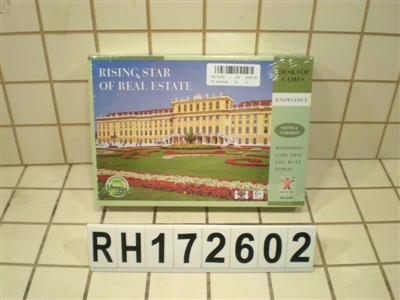 RISING STAR
OF REAL ESTATE
DESKTOP
GAMES
KNOWLEDGE
VIENNA
VERSION
WONDERFUL
GAME THAT
YOU HAVE
TO PLAY
RH172602